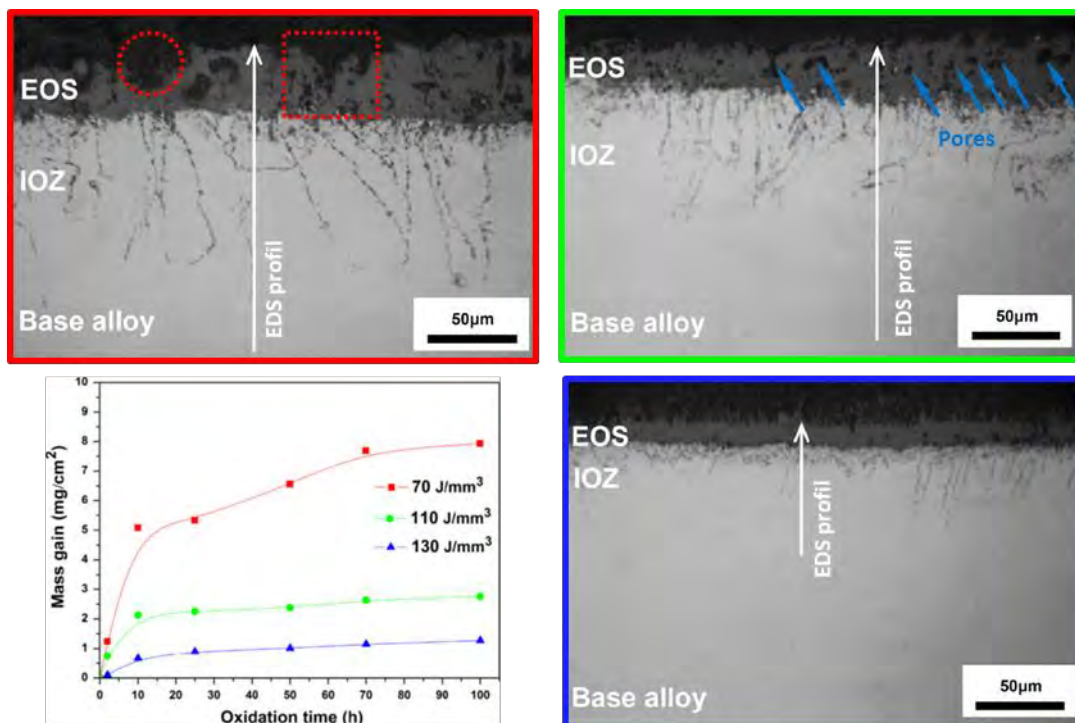 EOS
IOZ
Base alloy
EDS profil
50µm
EOS
Pores
IOZ
Base alloy
EDS profil
50µm
10
9
8
7
6
5
4
3
2
1
0
Mass gain (mg/cm²)
70 J/mm³
110 J/mm³
130 J/mm³
0 10 20 30 40 50 60 70 80 90 100
Oxidation time (h)
EOS
IOZ
EDS profil
Base alloy
50µm